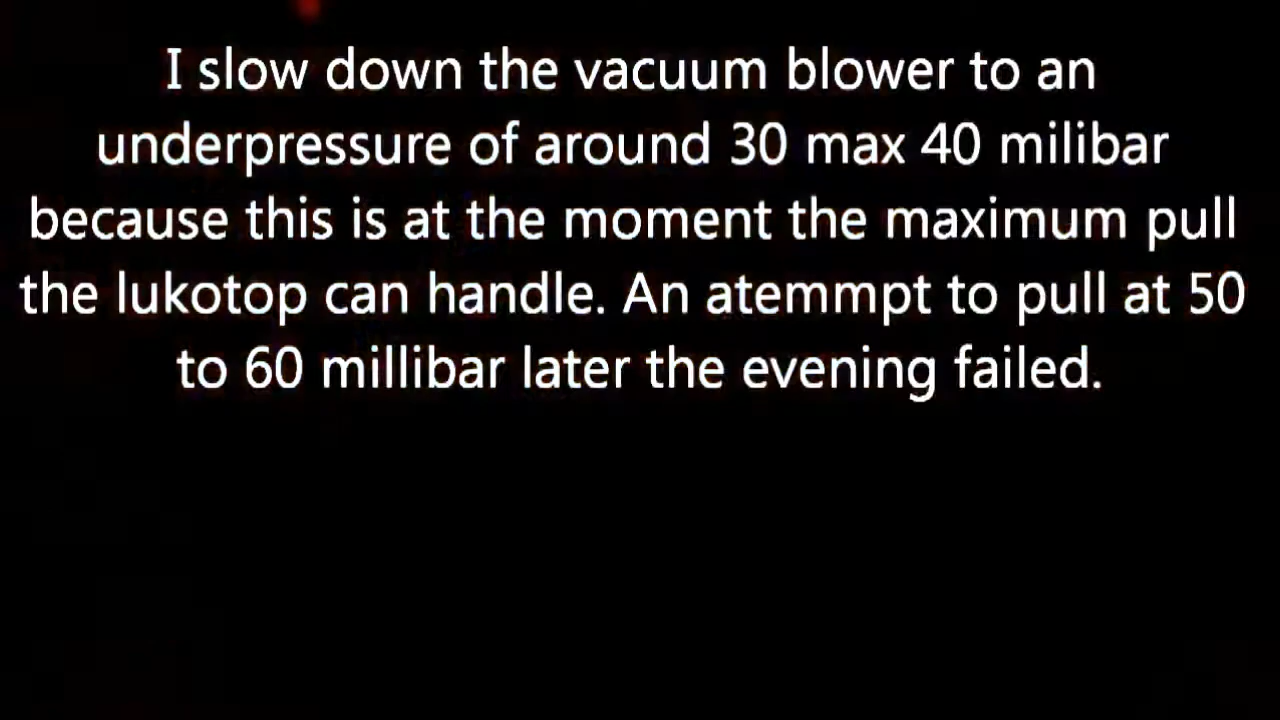 I slow down the vacuum blower to an
underpressure of around 30 max 40 milibar
because this is at the moment the maximum pull
the lukotop can handle. An atemmpt to pull at 50
to 60 millibar later the evening failed.